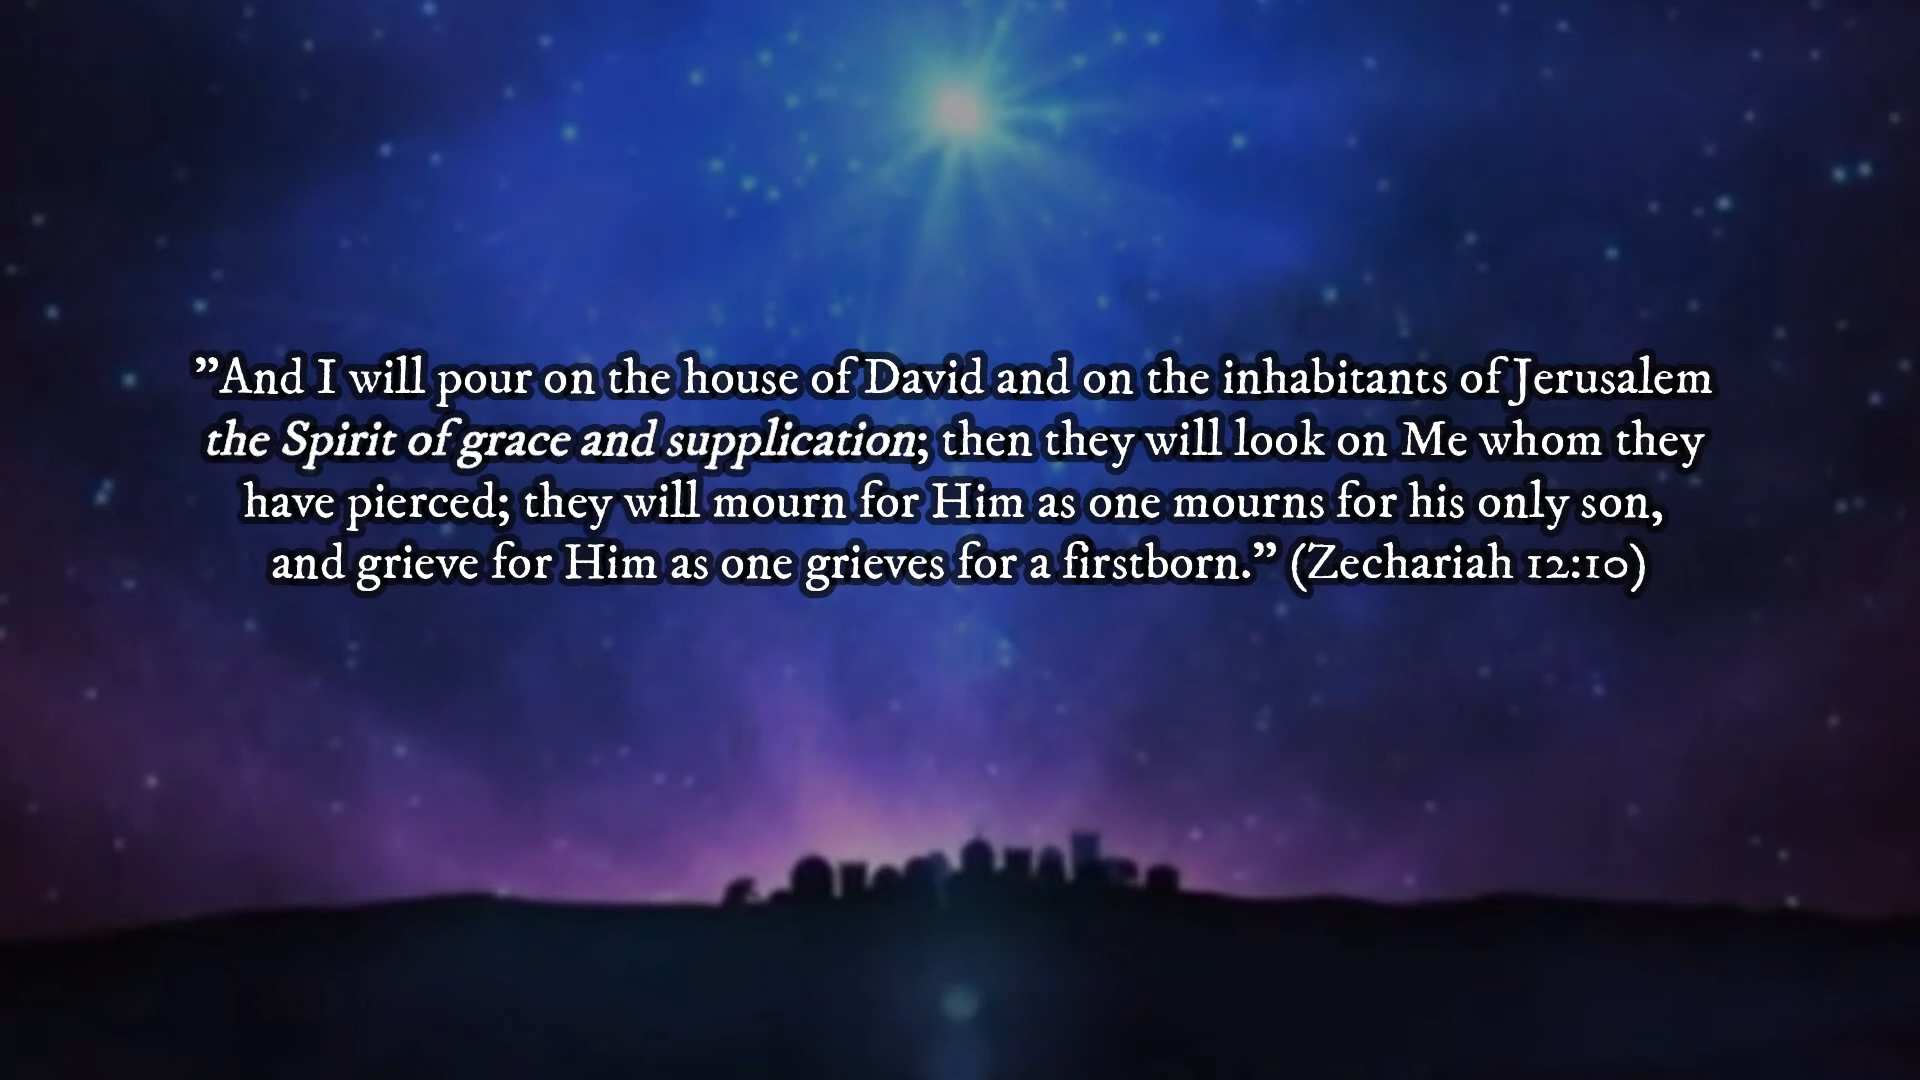 ”And I will pour on the house of David and on the inhabitants of Jerusalem
the Spirit of grace and supplication; then they will look on Me whom they
have pierced; they will mourn for Him as one mourns for his only son,
and grieve for Him as one grieves for a firstborn.” (Zechariah 12:10)